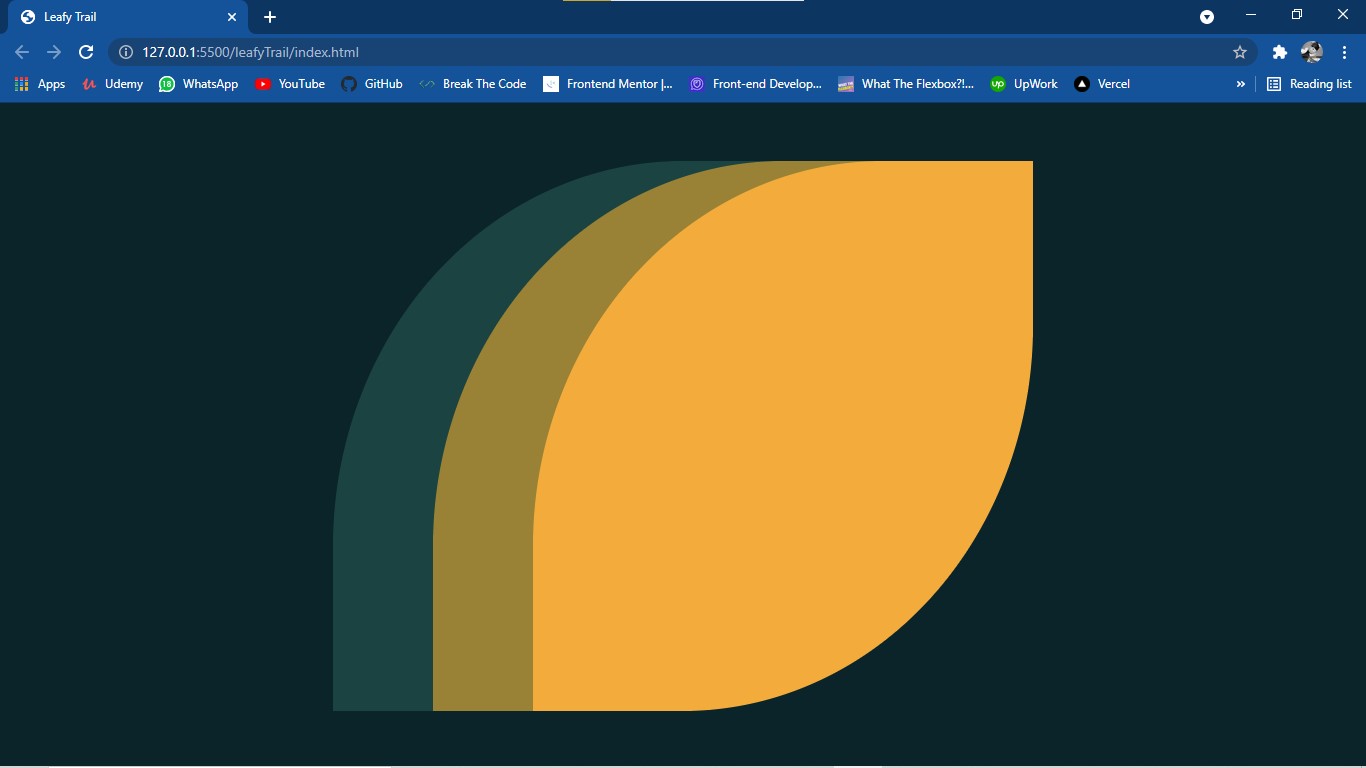 Leafy Trail
127.0.0.1:5500/leafyTrail/index.html
Apps Udemy 18 WhatsApp YouTube GitHub Break The Code Frontend Mentor |... Front-end Develop... What The Flexbox?!... up UpWork Vercel » Reading list